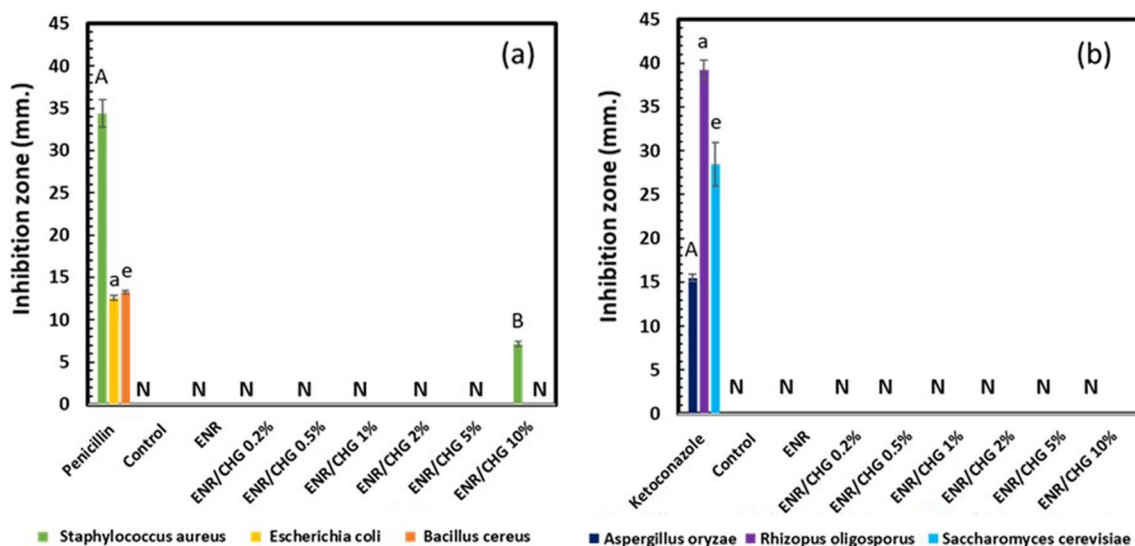 (a)
Inhibition zone (mm.)
45
40
35
30
25
20
15
10
5
0
A
a
e
B
N N N N N N N N
Penicillin
Control
ENR
ENR/CHG 0.2%
ENR/CHG 0.5%
ENR/CHG 1%
ENR/CHG 2%
ENR/CHG 5%
ENR/CHG 10%
Staphylococcus aureus Escherichia coli Bacillus cereus
(b)
Inhibition zone (mm.)
45
40
35
30
25
20
15
10
5
0
A
a
e
N N N N N N N N
Ketoconazole
Control
ENR
ENR/CHG 0.2%
ENR/CHG 0.5%
ENR/CHG 1%
ENR/CHG 2%
ENR/CHG 5%
ENR/CHG 10%
Aspergillus oryzae Rhizopus oligosporus Saccharomyces cerevisiae